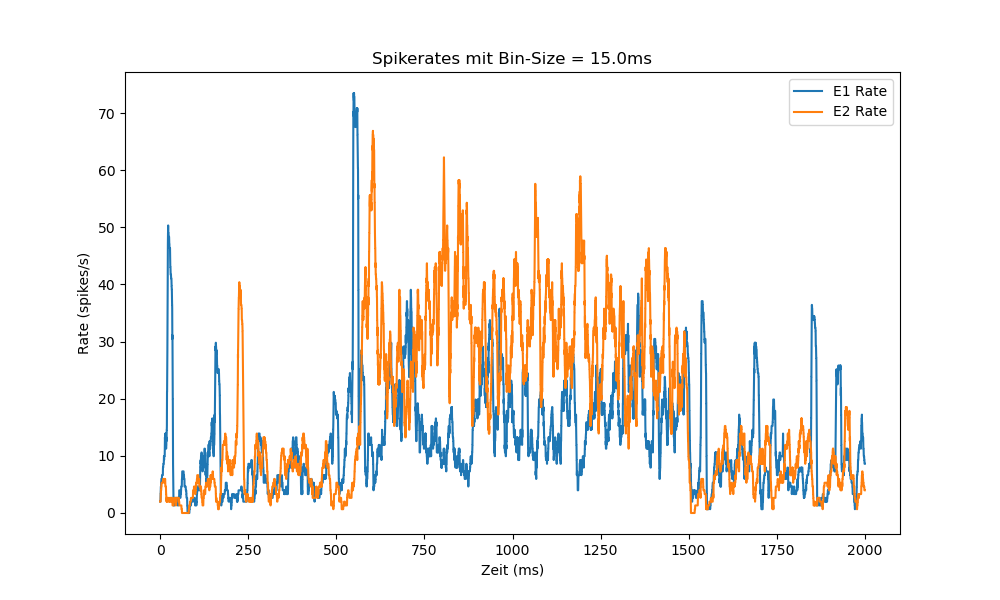 Spikerates mit Bin-Size = 15.0ms
E1 Rate
E2 Rate
70
60
50
40
30
20
10
0
Rate (spikes/s)
0 250 500 750 1000 1250 1500 1750 2000
Zeit (ms)